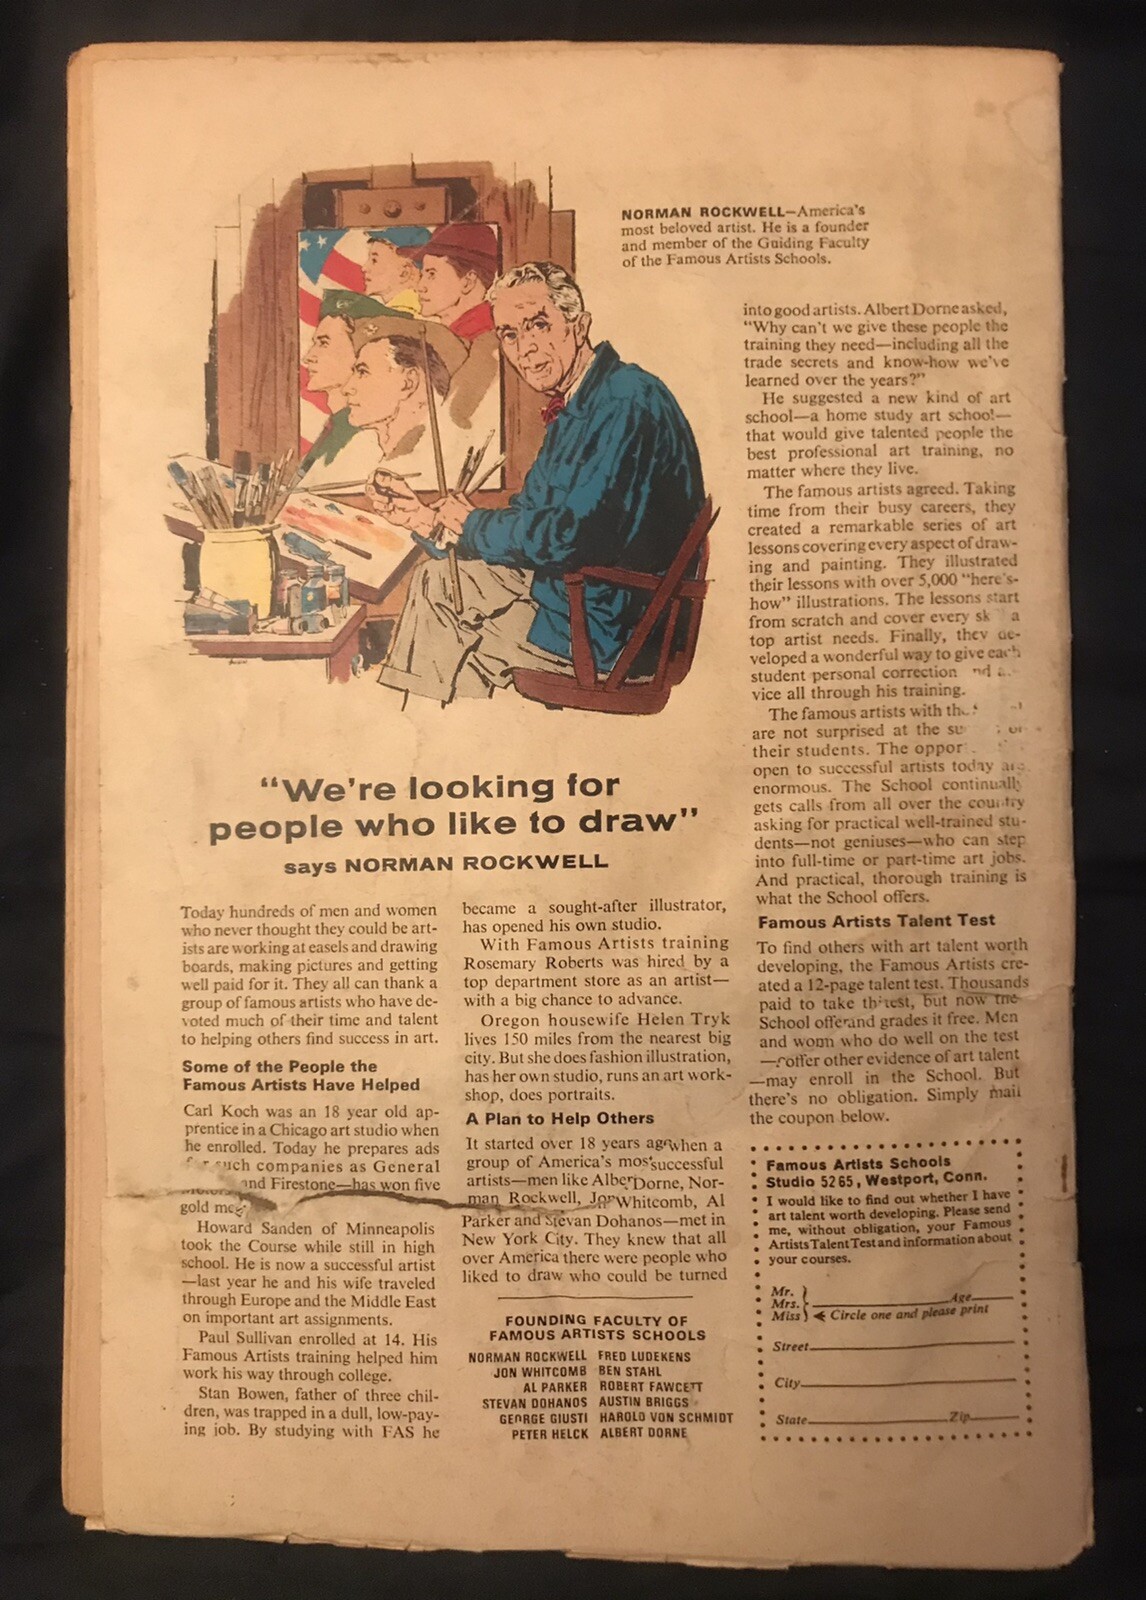 NORMAN ROCKWELL—America's
most beloved artist. He is a founder
and member of the Guiding Faculty
of the Famous Artists Schools.
"We're looking for
people who like to draw"
says NORMAN ROCKWELL
Today hundreds of men and women
who never thought they could be art-
ists are working at easels and drawing
boards, making pictures and getting
well paid for it. They all can thank a
group of famous artists who have de-
voted much of their time and talent
to helping others find success in art.
Some of the People the
Famous Artists Have Helped
Carl Koch was an 18 year old ap-
prentice in a Chicago art studio when
he enrolled. Today he prepares ads
such companies as General
and Firestone—has won five
gold
Howard Sanden of Minneapolis
took the Course while still in high
school. He is now a successful artist
—last year he and his wife traveled
through Europe and the Middle East
on important art assignments.
Paul Sullivan enrolled at 14. His
Famous Artists training helped him
work his way through college.
Stan Bowen, father of three chil-
dren, was trapped in a dull, low-pay-
ing job. By studying with FAS he
became a sought-after illustrator,
has opened his own studio.
With Famous Artists training
Rosemary Roberts was hired by a
top department store as an artist—
with a big chance to advance.
Oregon housewife Helen Tryk
lives 150 miles from the nearest big
city. But she does fashion illustration,
has her own studio, runs an art work-
shop, does portraits.
A Plan to Help Others
It started over 18 years ago when a
group of America's most successful
artists—men like Albert Dorne, Nor-
man Rockwell, Jon Whitcomb, Al
Parker and Stevan Dohanos—met in
New York City. They knew that all
over America there were people who
liked to draw who could be turned
FOUNDING FACULTY OF
FAMOUS ARTISTS SCHOOLS
NORMAN ROCKWELL FRED LUDEKENS
JON WHITCOMB BEN STAHL
AL PARKER ROBERT FAWCETT
STEVAN DOHANOS AUSTIN BRIGGS
GEORGE GIUSTI HAROLD VON SCHMIDT
PETER HELCK ALBERT DORNE
into good artists. Albert Dorne asked,
"Why can't we give these people the
training they need—including all the
trade secrets and know-how we've
learned over the years?"
He suggested a new kind of art
school—a home study art school—
that would give talented people the
best professional art training, no
matter where they live.
The famous artists agreed. Taking
time from their busy careers, they
created a remarkable series of art
lessons covering every aspect of draw-
ing and painting. They illustrated
their lessons with over 5,000 "here's-
how" illustrations. The lessons start
from scratch and cover every a
top artist needs. Finally, they de-
veloped a wonderful way to give each
student personal correction
vice all through his training.
The famous artists with
are not surprised at the
their students. The
open to successful artists today are
enormous. The School continually
gets calls from all over the country
asking for practical well-trained stu-
dents—not geniuses—who can step
into full-time or part-time art jobs.
And practical, thorough training is
what the School offers.
Famous Artists Talent Test
To find others with art talent worth
developing, the Famous Artists cre-
ated a 12-page talent test. Thousands
paid to take test, but now the
School and grades it free. Men
and who do well on the test
offer other evidence of art talent
—may enroll in the School. But
there's no obligation. Simply mail
the coupon below.
Famous Artists Schools
Studio 5265, Westport, Conn.
I would like to find out whether I have
art talent worth developing. Please send
me, without obligation, your Famous
Artists Talent Test and information about
your courses.
Mr.
Mrs. Age
Miss Circle one and please print
Street
City
State Zip